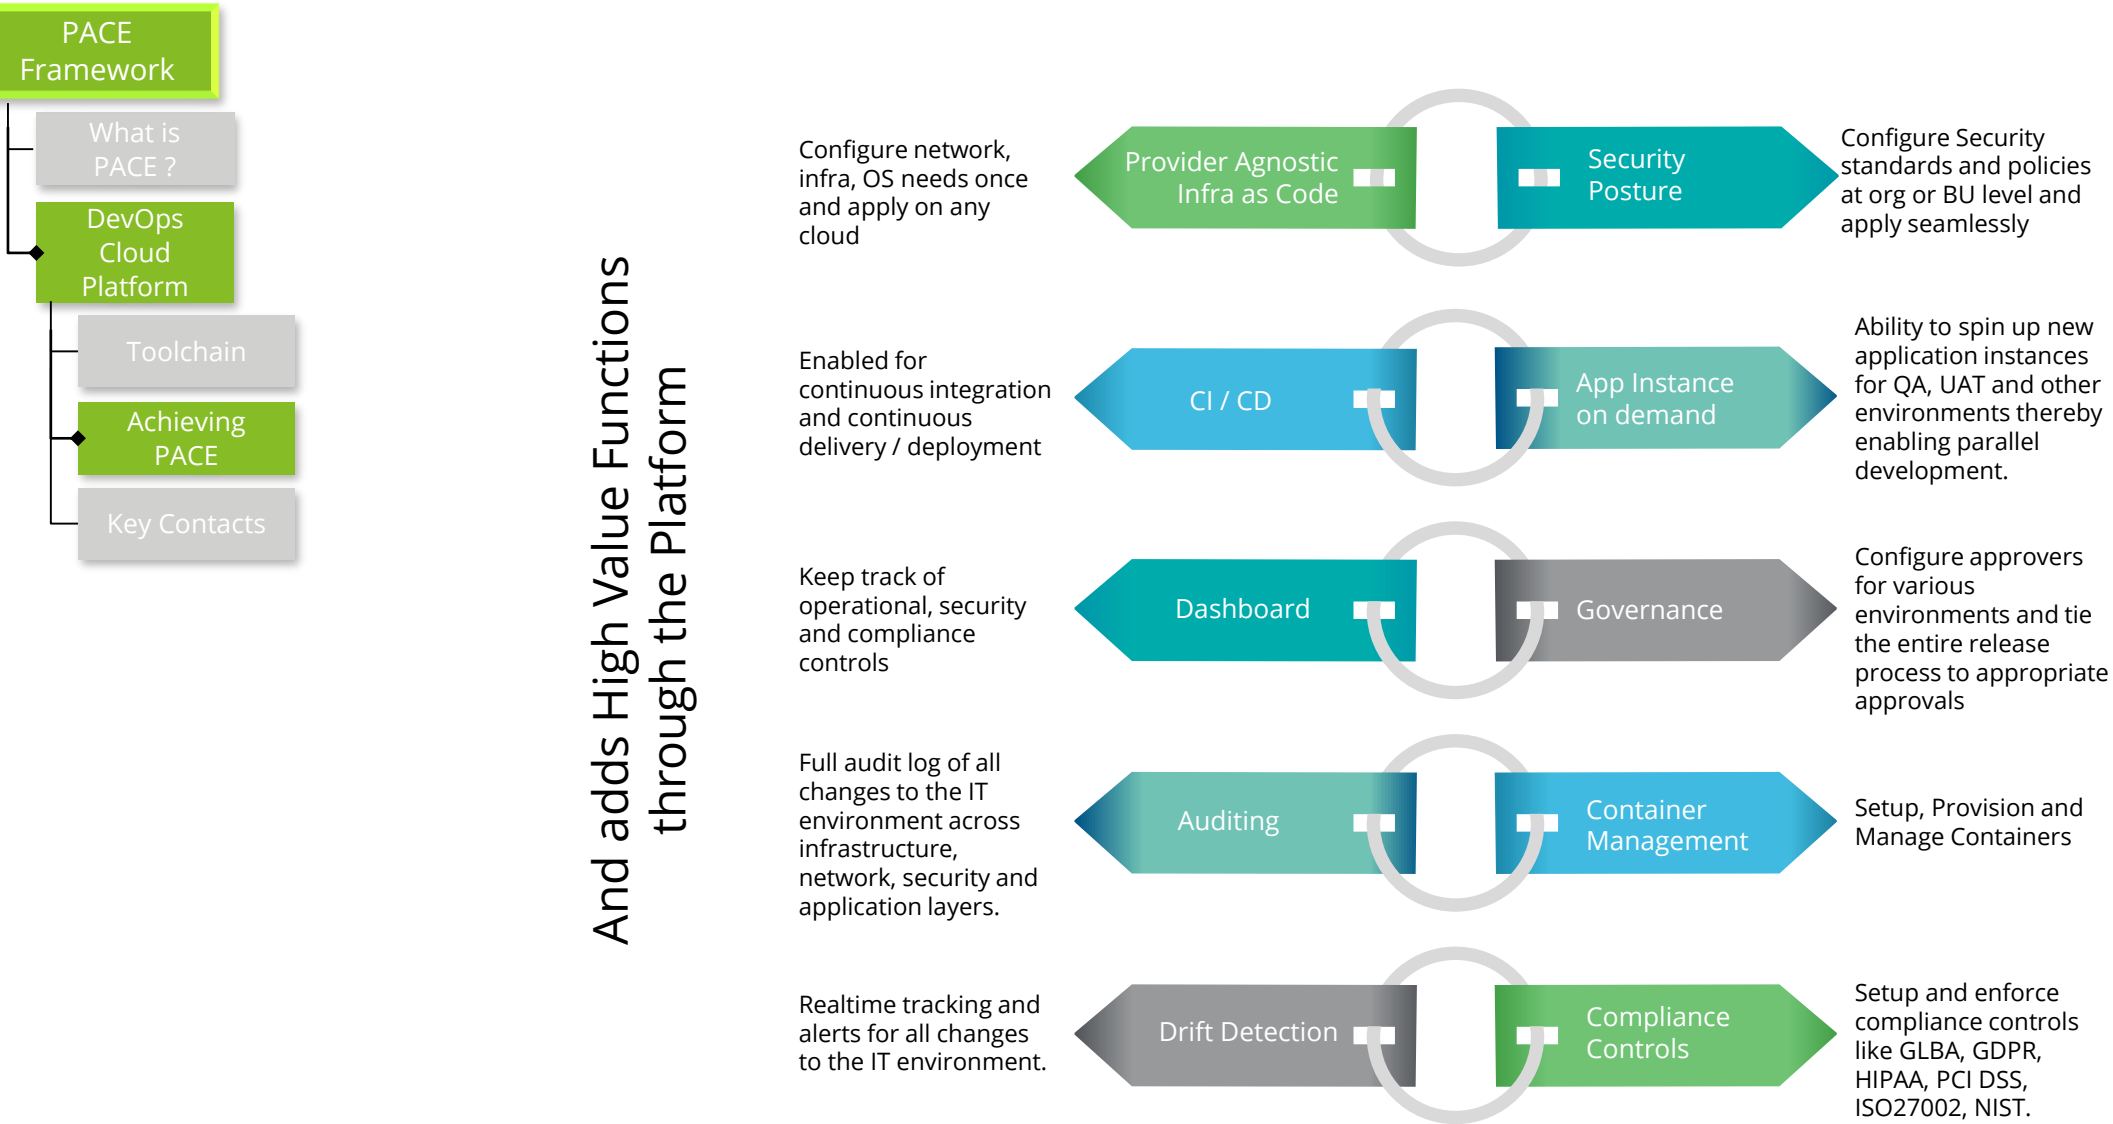 PACE
Framework
What is
PACE ?
DevOps
Cloud
Platform
Toolchain
Achieving
PACE
Key Contacts
And adds High Value Functions
through the Platform
Configure network,
infra, OS needs once
and apply on any
cloud
Provider Agnostic
Infra as Code
Security
Posture
Configure Security
standards and policies
at org or BU level and
apply seamlessly
Enabled for
continuous integration
and continuous
delivery / deployment
CI / CD
App Instance
on demand
Ability to spin up new
application instances
for QA, UAT and other
environments thereby
enabling parallel
development.
Keep track of
operational, security
and compliance
controls
Dashboard
Governance
Configure approvers
for various
environments and tie
the entire release
process to appropriate
approvals
Full audit log of all
changes to the IT
environment across
infrastructure,
network, security and
application layers.
Auditing
Container
Management
Setup, Provision and
Manage Containers
Realtime tracking and
alerts for all changes
to the IT environment.
Drift Detection
Compliance
Controls
Setup and enforce
compliance controls
like GLBA, GDPR,
HIPAA, PCI DSS,
ISO27002, NIST.